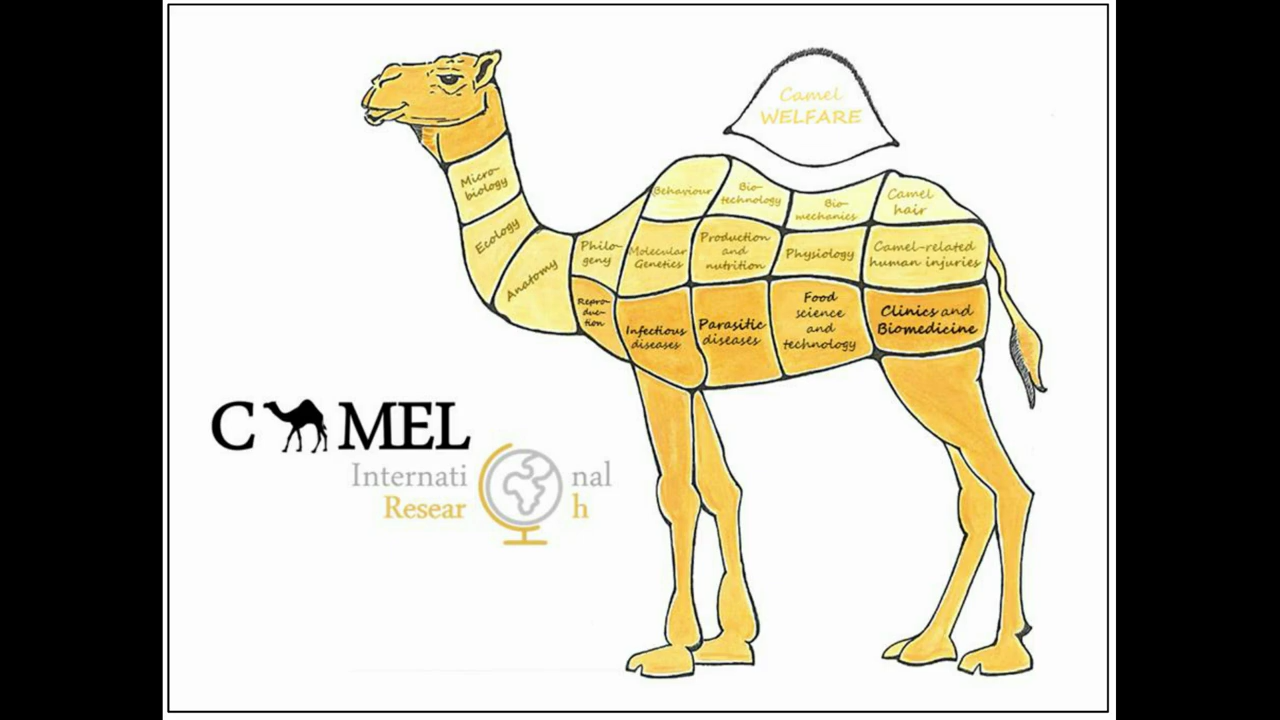 Camel
WELFARE
Micro-
biology
Ecology
Anatomy
Philo-
geny
Repro-
duc-
tion
Behaviour
Bio-
technology
Bio-
mechanics
Camel
hair
Molecular
Genetics
Production
and
nutrition
Physiology
Camel-related
human injuries
Infectious
diseases
Parasitic
diseases
Food
science
and
technology
Clinics and
Biomedicine
C MEL
Internati nal
Resear h